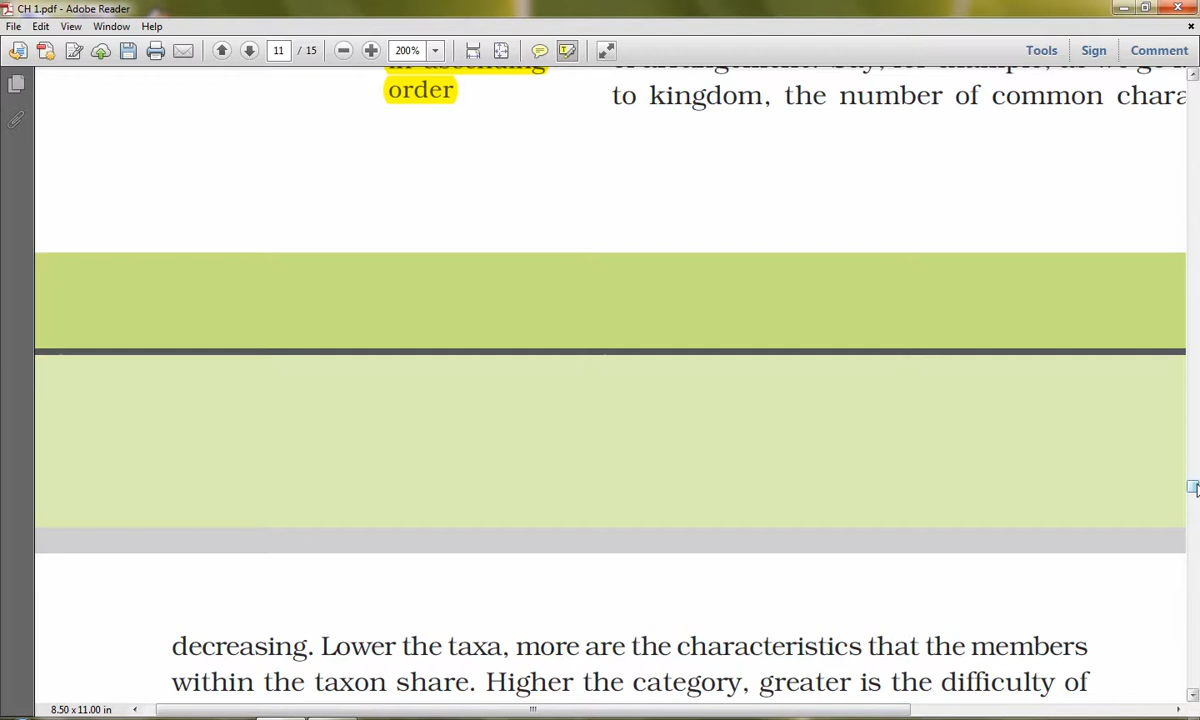 CH 1.pdf - Adobe Reader
File Edit View Window Help
11 / 15 200% Tools Sign Comment
in ascending
order
to kingdom, the number of common chara
decreasing. Lower the taxa, more are the characteristics that the members
within the taxon share. Higher the category, greater is the difficulty of
8.50 x 11.00 in